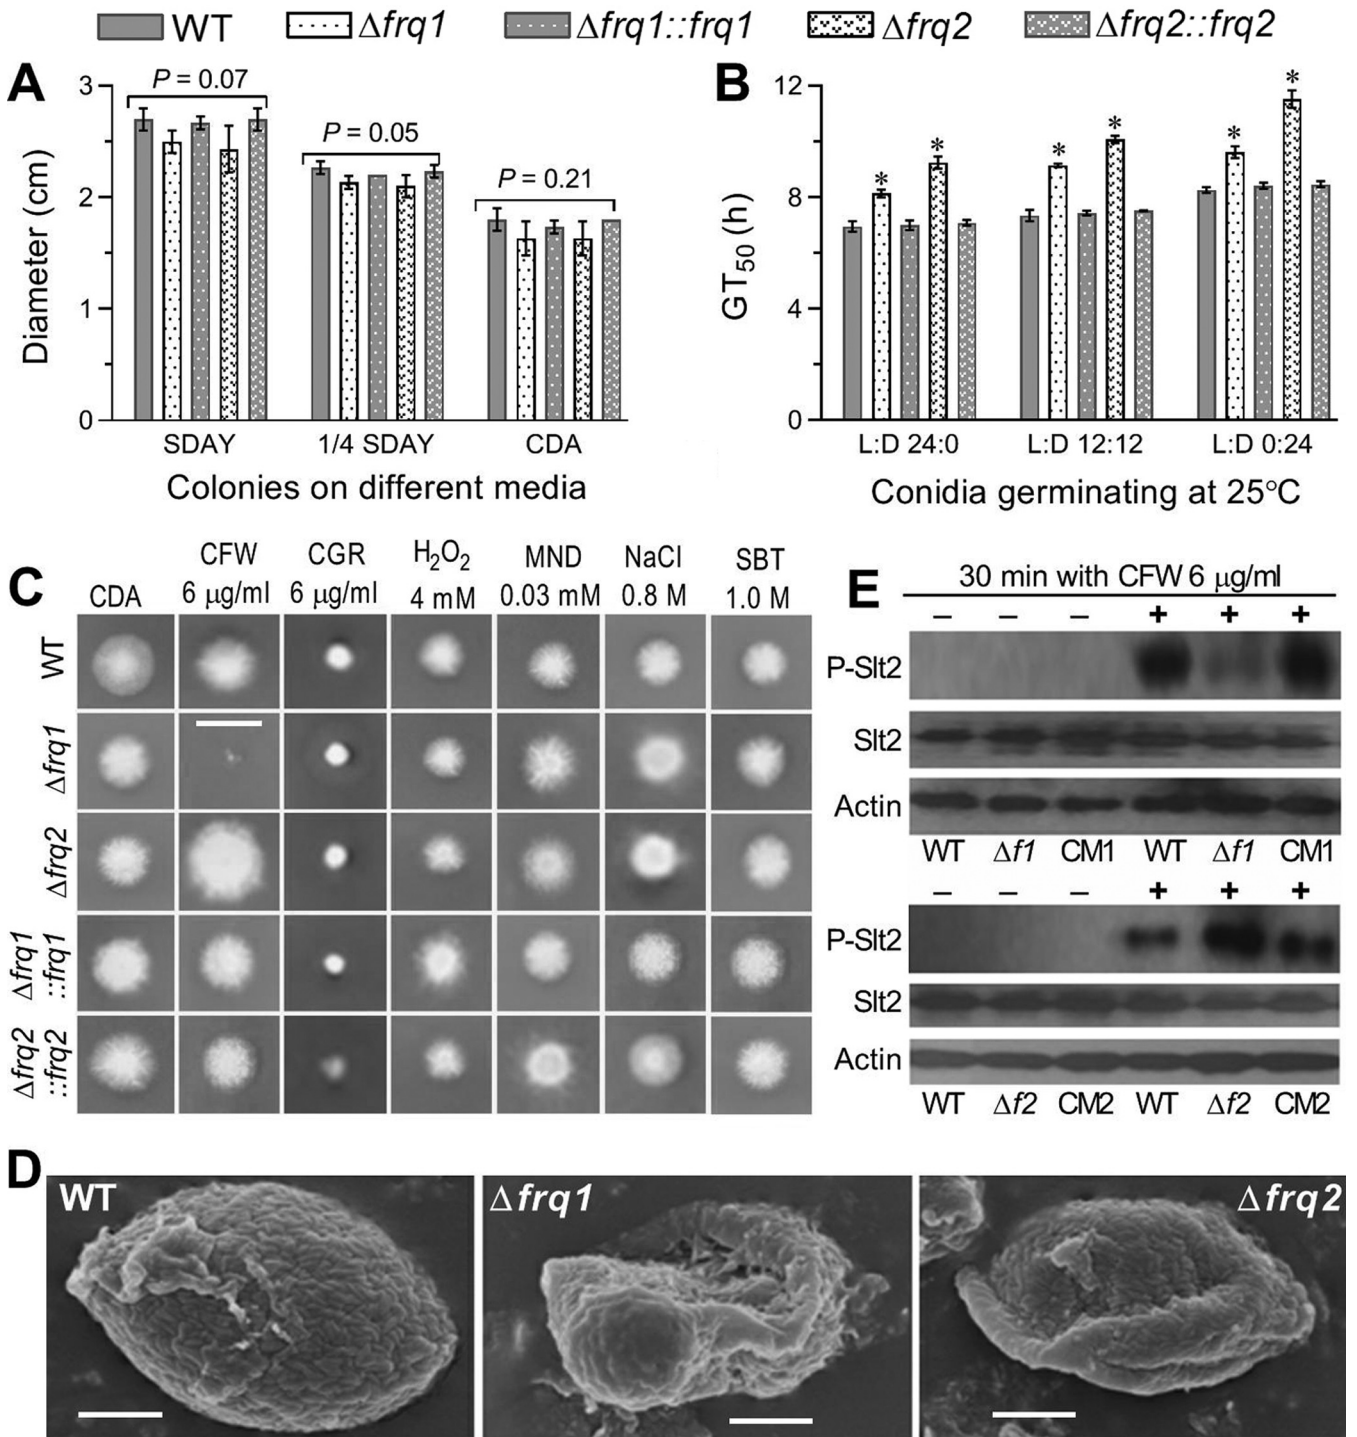 WT Δfrq1 Δfrq1::frq1 Δfrq2 Δfrq2::frq2
A
P = 0.07
P = 0.05
P = 0.21
3
2
1
0
Diameter (cm)
SDAY 1/4 SDAY CDA
Colonies on different media
B
12
8
4
0
GT50 (h)
* * * * * *
L:D 24:0 L:D 12:12 L:D 0:24
Conidia germinating at 25°C
C
CDA
CFW
6 μg/ml
CGR
6 μg/ml
H2O2
4 mM
MND
0.03 mM
NaCl
0.8 M
SBT
1.0 M
WT
Δfrq1
Δfrq2
Δfrq1
::frq1
Δfrq2
::frq2
E
30 min with CFW 6 μg/ml
– – – + + +
P-Slt2
Slt2
Actin
WT Δf1 CM1 WT Δf1 CM1
– – – + + +
P-Slt2
Slt2
Actin
WT Δf2 CM2 WT Δf2 CM2
D
WT
Δfrq1
Δfrq2